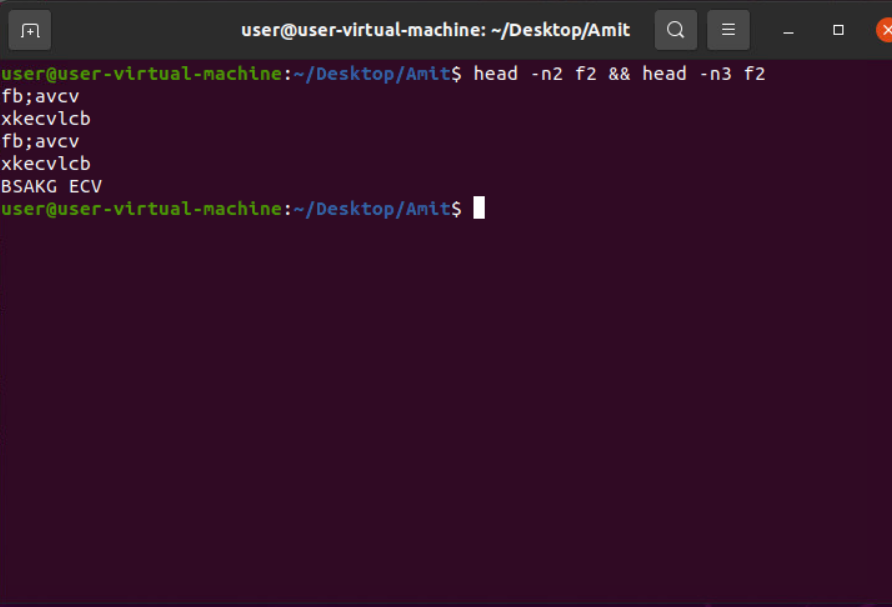 user@user-virtual-machine: ~/Desktop/Amit
user@user-virtual-machine:~/Desktop/Amit$ head -n2 f2 && head -n3 f2
fb;avcv
xkecvlcb
fb;avcv
xkecvlcb
BSAKG ECV
user@user-virtual-machine:~/Desktop/Amit$